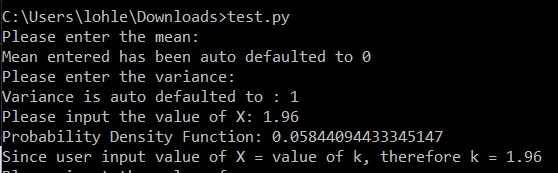 C:\Users\lohle\Downloads>test.py
Please enter the mean:
Mean entered has been auto defaulted to 0
Please enter the variance:
Variance is auto defaulted to : 1
Please input the value of X: 1.96
Probability Density Function: 0.05844094433345147
Since user input value of X = value of k, therefore k = 1.96